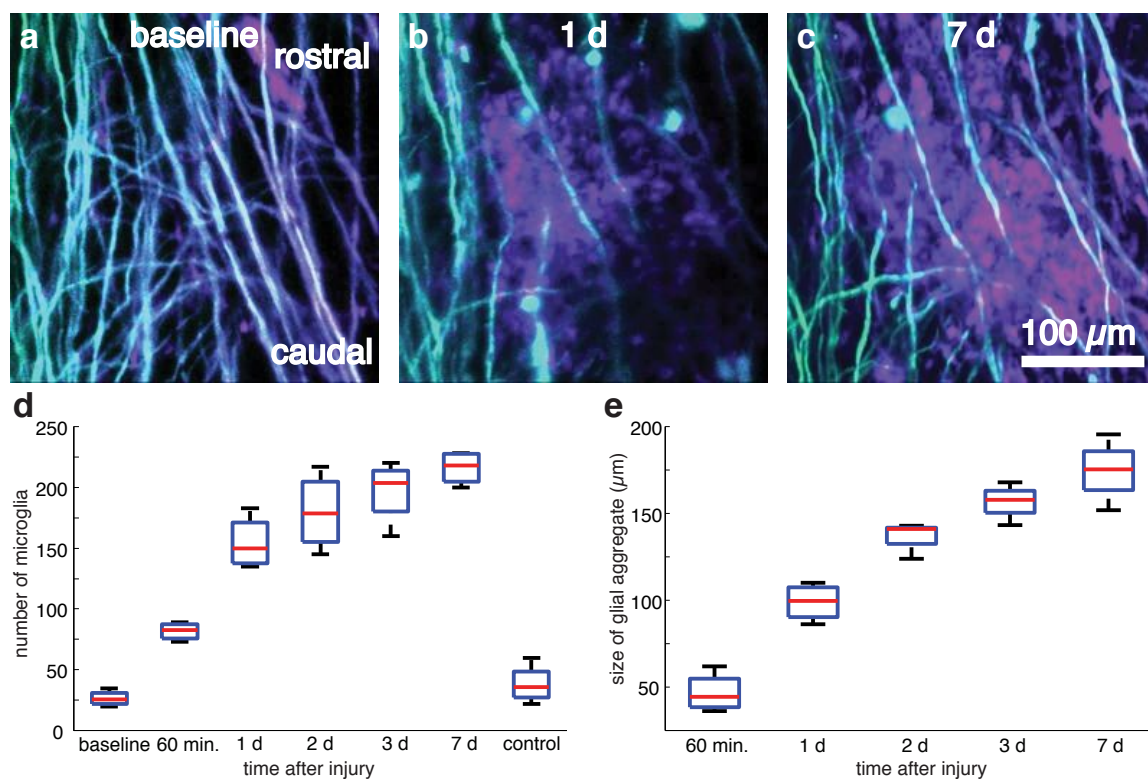 a baseline
rostral
caudal
b 1 d
c 7 d
100 µm
d
250
200
150
100
50
0
number of microglia
baseline 60 min. 1 d 2 d 3 d 7 d control
time after injury
e
200
150
100
50
size of glial aggregate (µm)
60 min. 1 d 2 d 3 d 7 d
time after injury